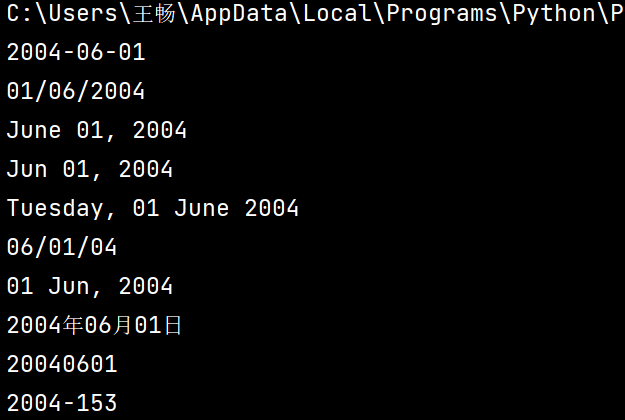 C:\Users\王畅\AppData\Local\Programs\Python\P
2004-06-01
01/06/2004
June 01, 2004
Jun 01, 2004
Tuesday, 01 June 2004
06/01/04
01 Jun, 2004
2004年06月01日
20040601
2004-153